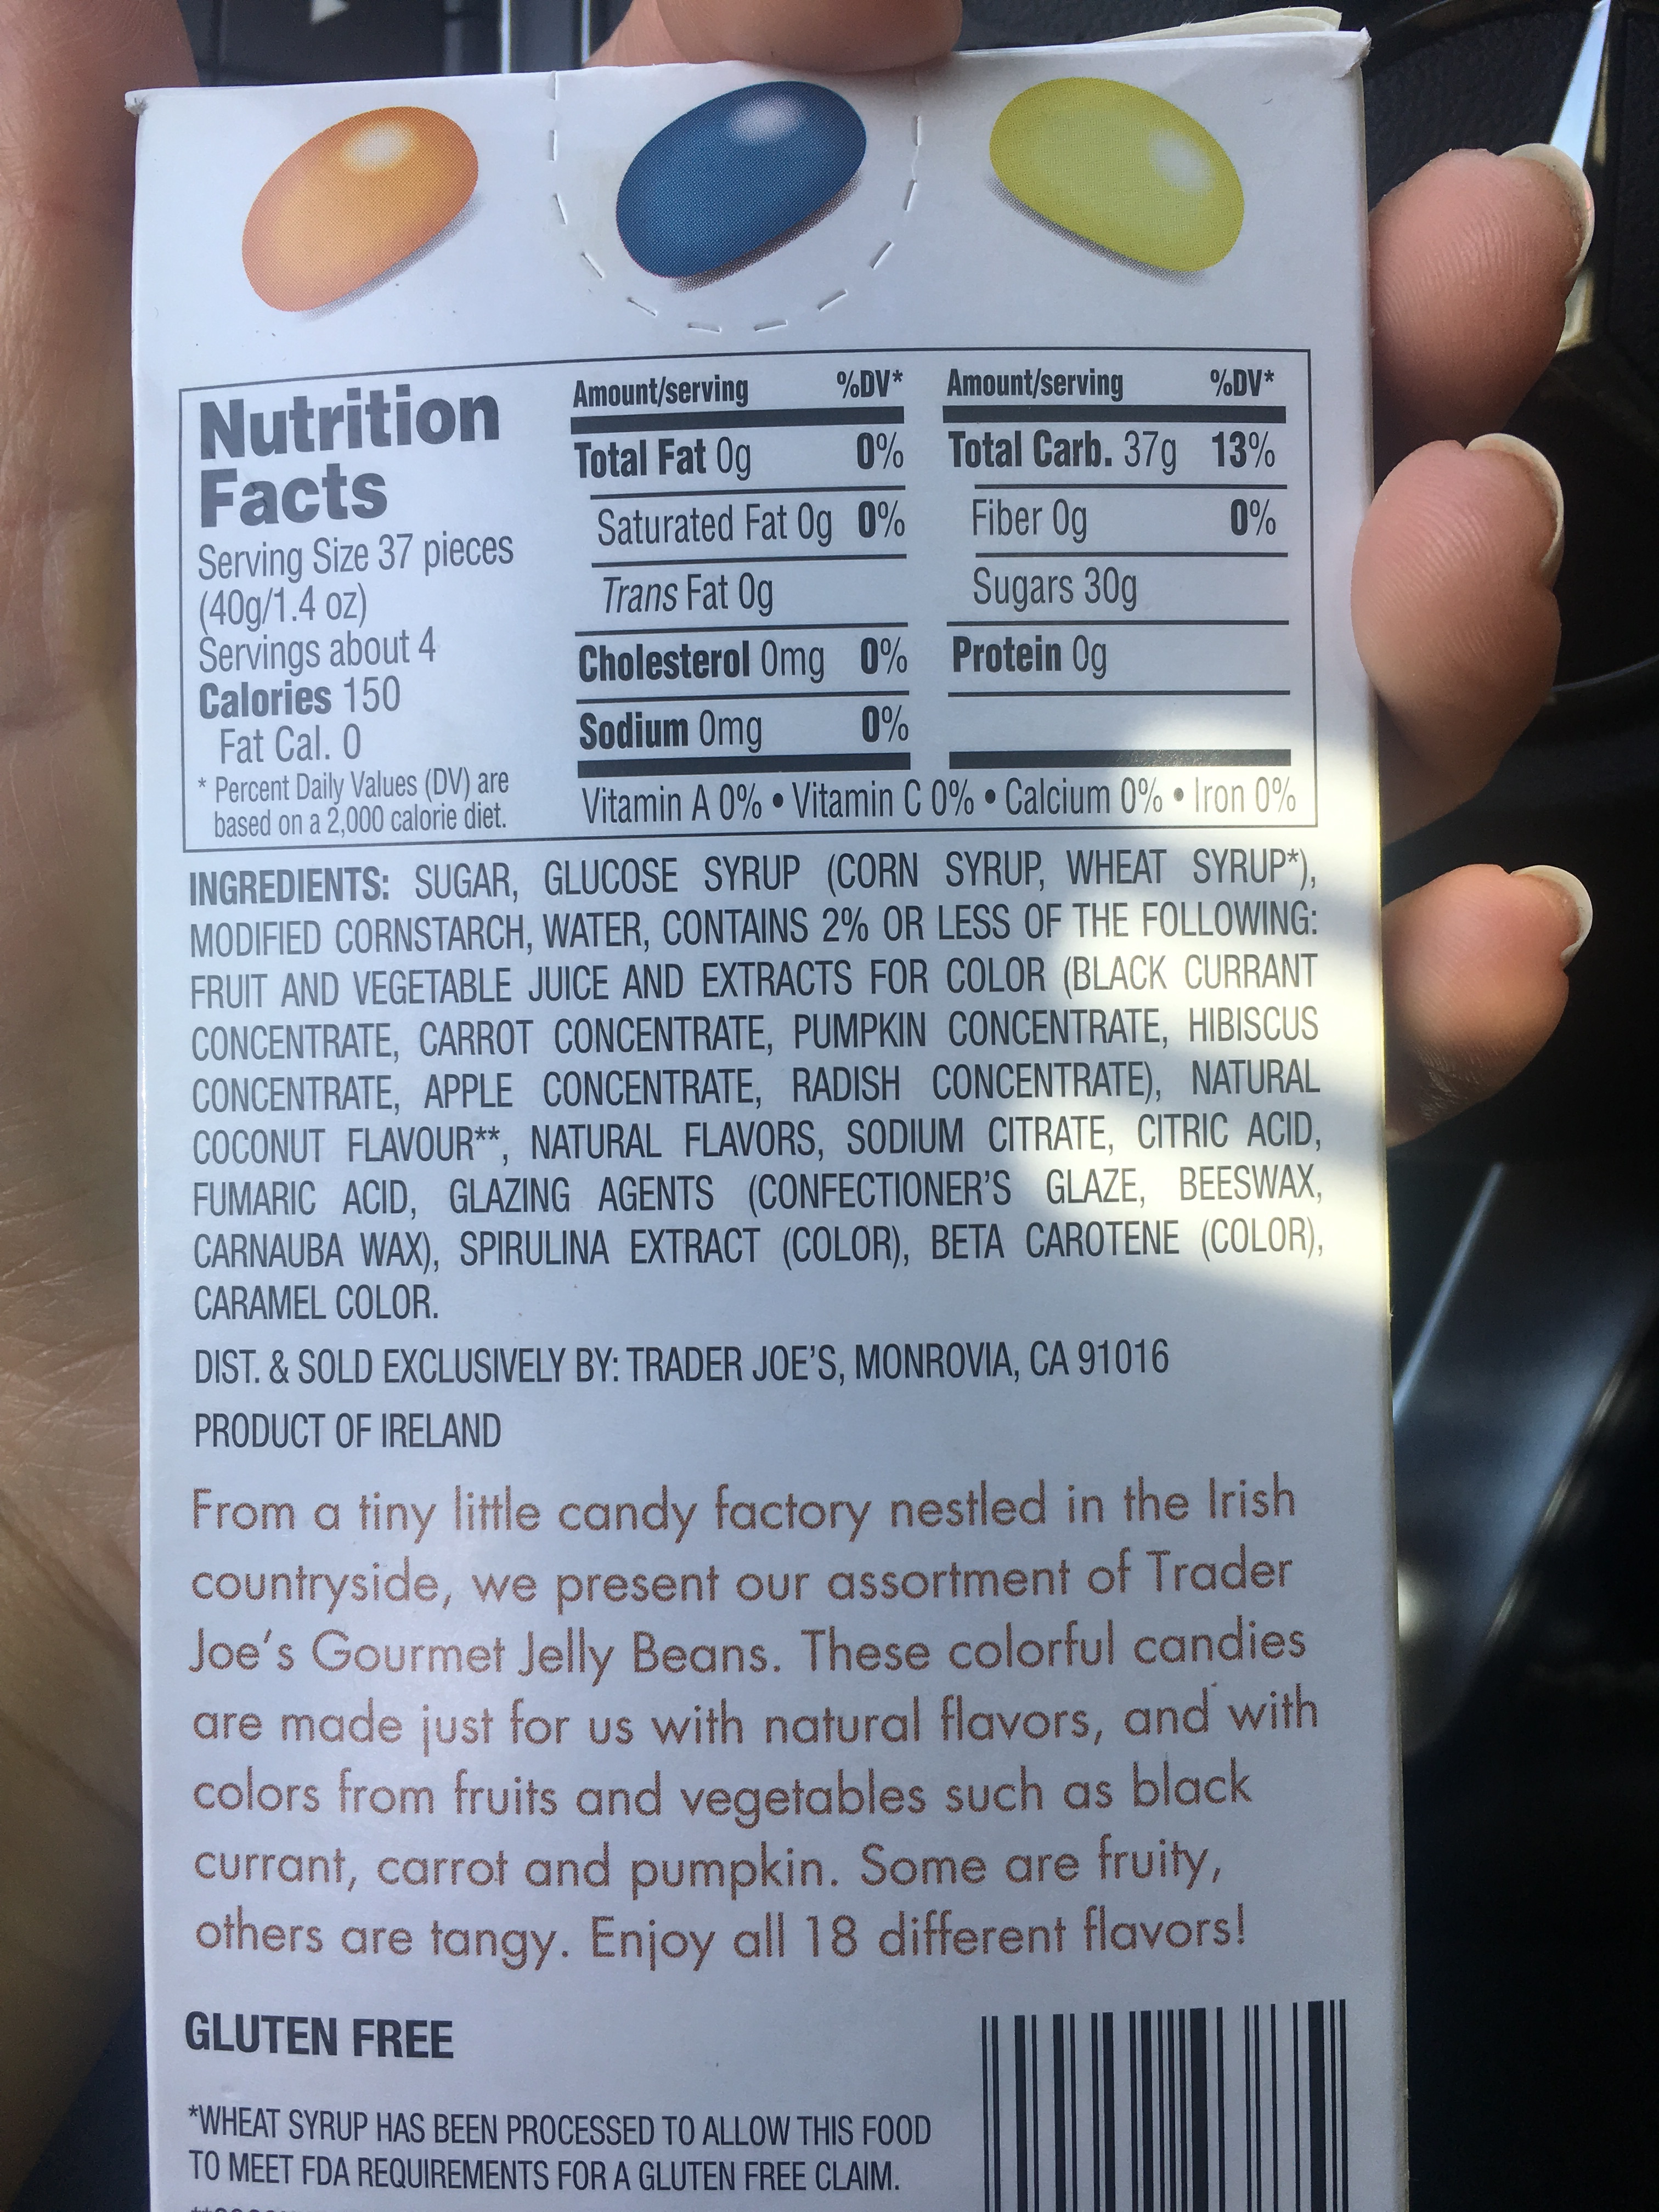 Nutrition
Facts
Serving Size 37 pieces
(40g/1.4 oz)
Servings about 4
Calories 150
Fat Cal. 0
* Percent Daily Values (DV) are
based on a 2,000 calorie diet.
Amount/serving %DV*
Total Fat 0g 0%
Saturated Fat 0g 0%
Trans Fat 0g
Cholesterol 0mg 0%
Sodium 0mg 0%
Amount/serving %DV*
Total Carb. 37g 13%
Fiber 0g 0%
Sugars 30g
Protein 0g
Vitamin A 0% • Vitamin C 0% • Calcium 0% • Iron 0%
INGREDIENTS: SUGAR, GLUCOSE SYRUP (CORN SYRUP, WHEAT SYRUP*),
MODIFIED CORNSTARCH, WATER, CONTAINS 2% OR LESS OF THE FOLLOWING:
FRUIT AND VEGETABLE JUICE AND EXTRACTS FOR COLOR (BLACK CURRANT
CONCENTRATE, CARROT CONCENTRATE, PUMPKIN CONCENTRATE, HIBISCUS
CONCENTRATE, APPLE CONCENTRATE, RADISH CONCENTRATE), NATURAL
COCONUT FLAVOUR**, NATURAL FLAVORS, SODIUM CITRATE, CITRIC ACID,
FUMARIC ACID, GLAZING AGENTS (CONFECTIONER'S GLAZE, BEESWAX,
CARNAUBA WAX), SPIRULINA EXTRACT (COLOR), BETA CAROTENE (COLOR),
CARAMEL COLOR.
DIST. & SOLD EXCLUSIVELY BY: TRADER JOE'S, MONROVIA, CA 91016
PRODUCT OF IRELAND
From a tiny little candy factory nestled in the Irish
countryside, we present our assortment of Trader
Joe's Gourmet Jelly Beans. These colorful candies
are made just for us with natural flavors, and with
colors from fruits and vegetables such as black
currant, carrot and pumpkin. Some are fruity,
others are tangy. Enjoy all 18 different flavors!
GLUTEN FREE
*WHEAT SYRUP HAS BEEN PROCESSED TO ALLOW THIS FOOD
TO MEET FDA REQUIREMENTS FOR A GLUTEN FREE CLAIM.